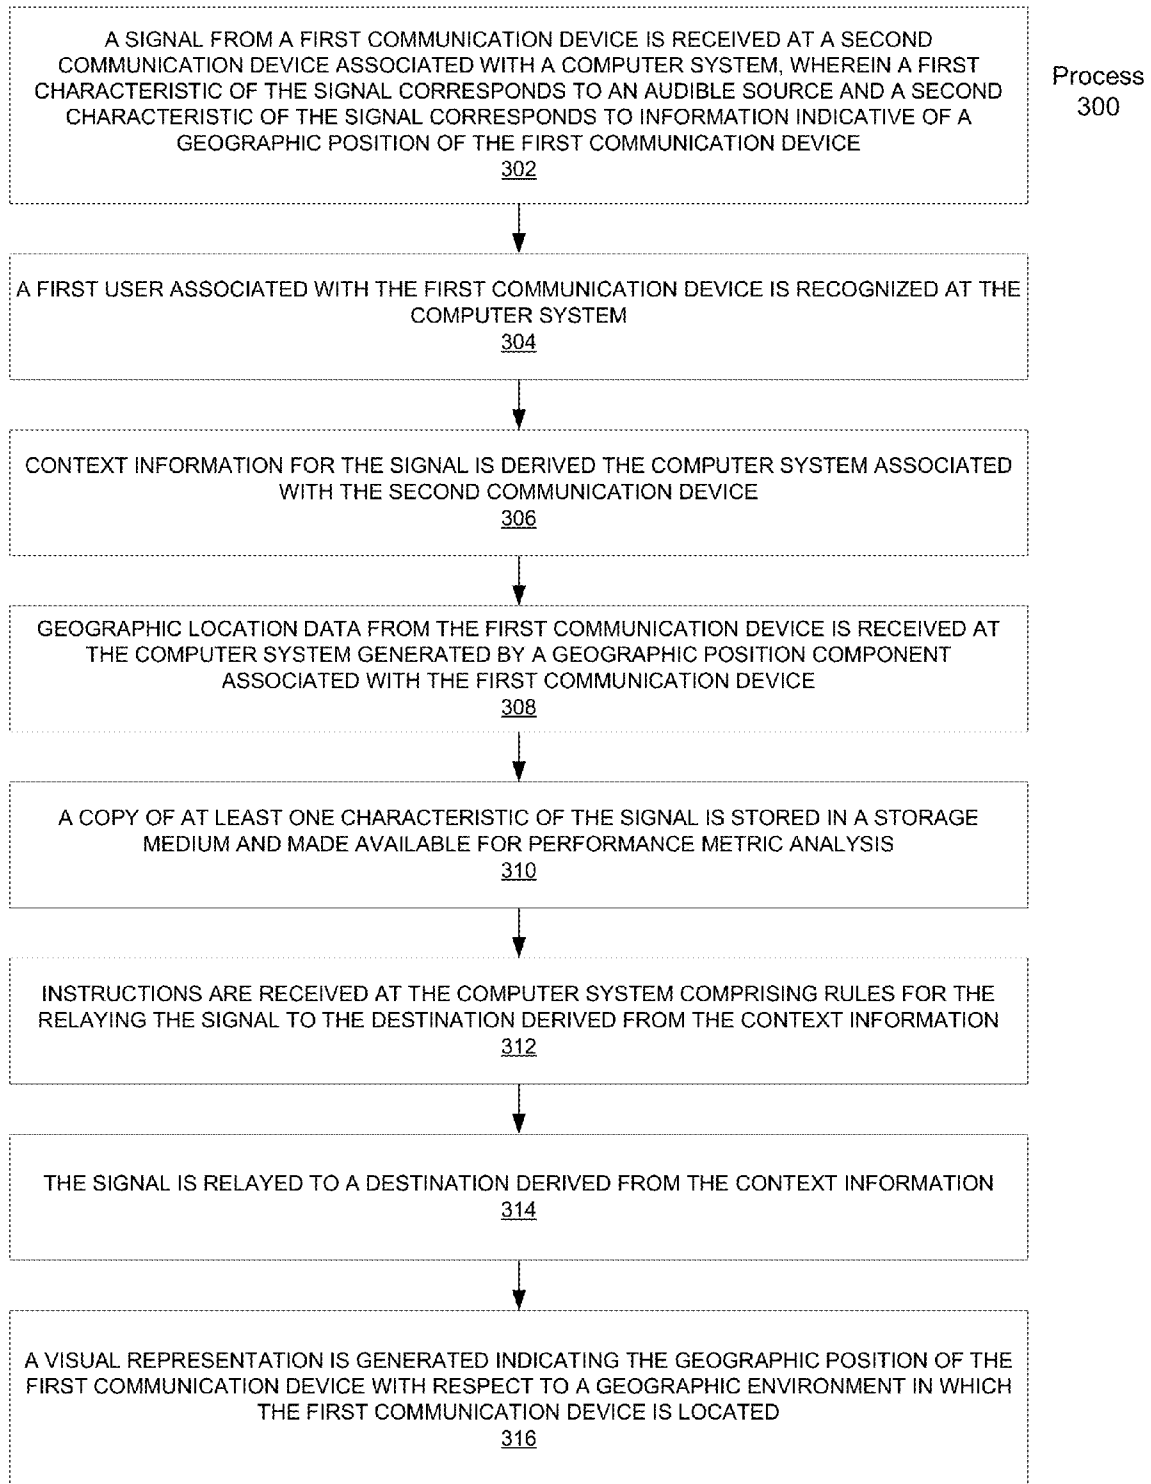 A SIGNAL FROM A FIRST COMMUNICATION DEVICE IS RECEIVED AT A SECOND
COMMUNICATION DEVICE ASSOCIATED WITH A COMPUTER SYSTEM, WHEREIN A FIRST
CHARACTERISTIC OF THE SIGNAL CORRESPONDS TO AN AUDIBLE SOURCE AND A SECOND
CHARACTERISTIC OF THE SIGNAL CORRESPONDS TO INFORMATION INDICATIVE OF A
GEOGRAPHIC POSITION OF THE FIRST COMMUNICATION DEVICE
302
Process
300
A FIRST USER ASSOCIATED WITH THE FIRST COMMUNICATION DEVICE IS RECOGNIZED AT THE
COMPUTER SYSTEM
304
CONTEXT INFORMATION FOR THE SIGNAL IS DERIVED THE COMPUTER SYSTEM ASSOCIATED
WITH THE SECOND COMMUNICATION DEVICE
306
GEOGRAPHIC LOCATION DATA FROM THE FIRST COMMUNICATION DEVICE IS RECEIVED AT
THE COMPUTER SYSTEM GENERATED BY A GEOGRAPHIC POSITION COMPONENT
ASSOCIATED WITH THE FIRST COMMUNICATION DEVICE
308
A COPY OF AT LEAST ONE CHARACTERISTIC OF THE SIGNAL IS STORED IN A STORAGE
MEDIUM AND MADE AVAILABLE FOR PERFORMANCE METRIC ANALYSIS
310
INSTRUCTIONS ARE RECEIVED AT THE COMPUTER SYSTEM COMPRISING RULES FOR THE
RELAYING THE SIGNAL TO THE DESTINATION DERIVED FROM THE CONTEXT INFORMATION
312
THE SIGNAL IS RELAYED TO A DESTINATION DERIVED FROM THE CONTEXT INFORMATION
314
A VISUAL REPRESENTATION IS GENERATED INDICATING THE GEOGRAPHIC POSITION OF THE
FIRST COMMUNICATION DEVICE WITH RESPECT TO A GEOGRAPHIC ENVIRONMENT IN WHICH
THE FIRST COMMUNICATION DEVICE IS LOCATED
316